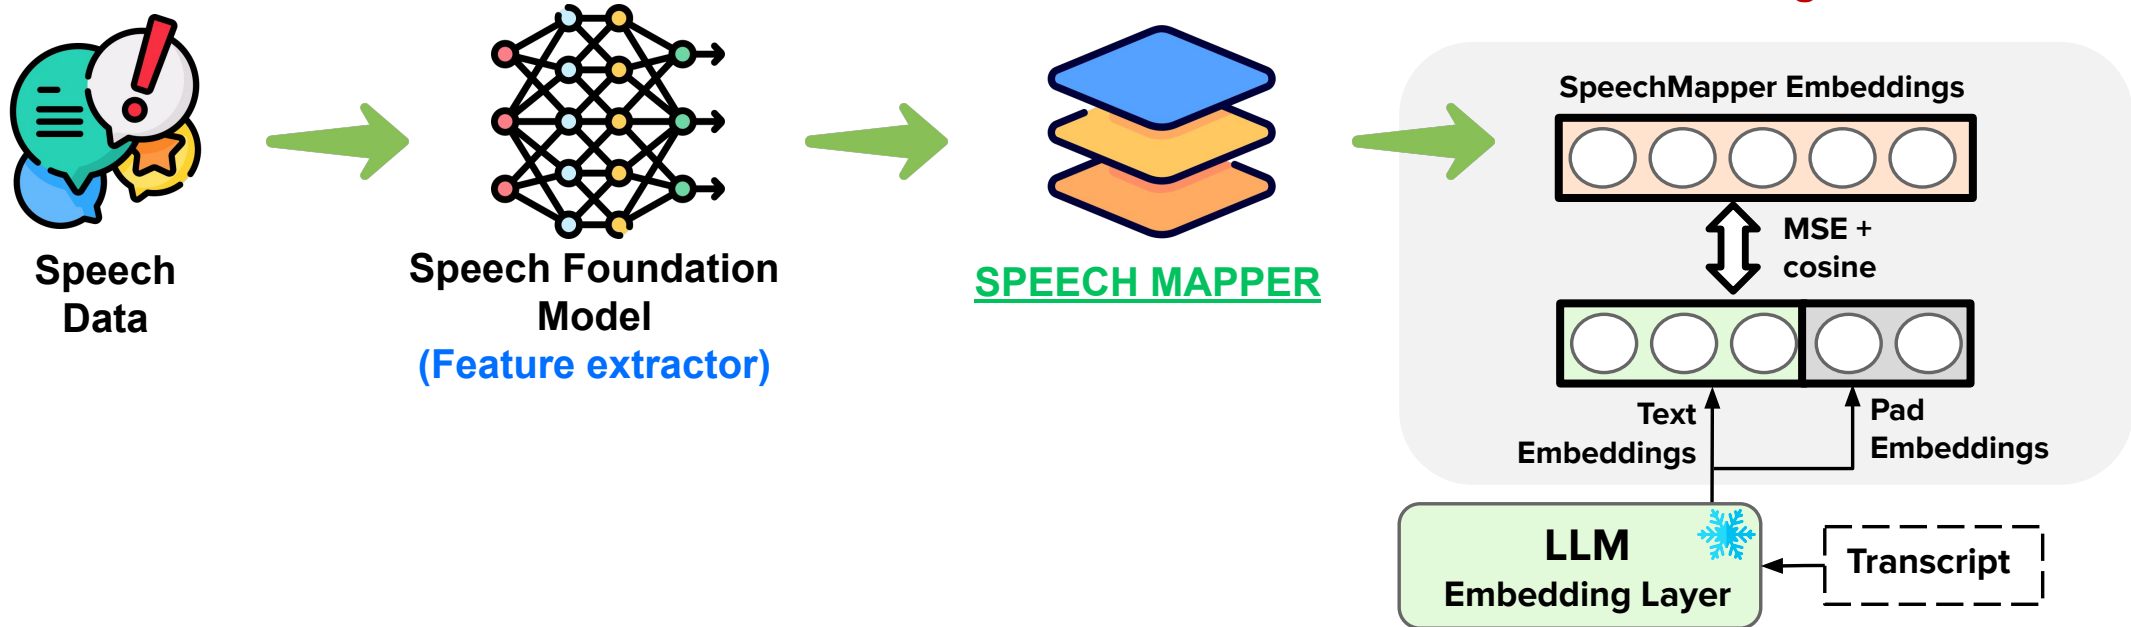 Speech
Data
Speech Foundation
Model
(Feature extractor)
SPEECH MAPPER
SpeechMapper Embeddings
MSE +
cosine
Text
Embeddings
Pad
Embeddings
LLM
Embedding Layer
Transcript